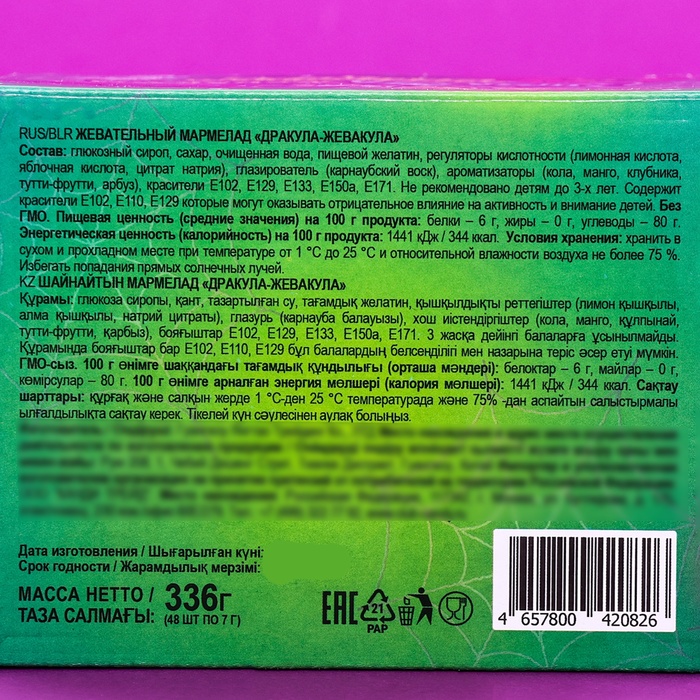 RUS/BLR ЖЕВАТЕЛЬНЫЙ МАРМЕЛАД «ДРАКУЛА-ЖЕВАКУЛА»
Состав: глюкозный сироп, сахар, очищенная вода, пищевой желатин, регуляторы кислотности (лимонная кислота,
яблочная кислота, цитрат натрия), глазирователь (карнаубский воск), ароматизаторы (кола, манго, клубника,
тутти-фрутти, арбуз), красители Е102, Е129, Е133, Е150а, Е171. Не рекомендовано детям до 3-х лет. Содержит
красители Е102, Е110, Е129 которые могут оказывать отрицательное влияние на активность и внимание детей. Без
ГМО. Пищевая ценность (средние значения) на 100 г продукта: белки – 6 г, жиры – 0 г, углеводы – 80 г.
Энергетическая ценность (калорийность) на 100 г продукта: 1441 кДж / 344 ккал. Условия хранения: хранить в
сухом и прохладном месте при температуре от 1 °С до 25 °С и относительной влажности воздуха не более 75 %.
Избегать попадания прямых солнечных лучей.
KZ ШАЙНАЙТЫН МАРМЕЛАД «ДРАКУЛА-ЖЕВАКУЛА»
Құрамы: глюкоза сиропы, қант, тазартылған су, тағамдық желатин, қышқылдықты реттегіштер (лимон қышқылы,
алма қышқылы, натрий цитраты), глазурь (карнауба балауызы), хош иістендіргіштер (кола, манго, құлпынай,
тутти-фрутти, қарбыз), бояғыштар Е102, Е129, Е133, Е150а, Е171. 3 жасқа дейінгі балаларға ұсынылмайды.
Құрамында бояғыштар бар Е102, Е110, Е129 бұл балалардың белсенділігі мен назарына теріс әсер етуі мүмкін.
ГМО-сыз. 100 г өнімге шаққандағы тағамдық құндылығы (орташа мәндері): белоктар – 6 г, майлар – 0 г,
көмірсулар – 80 г. 100 г өнімге арналған энергия мөлшері (калория мөлшері): 1441 кДж / 344 ккал. Сақтау
шарттары: құрғақ және салқын жерде 1 °С-ден 25 °С температурада және 75% -дан аспайтын салыстырмалы
ылғалдылықта сақтау керек. Тікелей күн сәулесінен аулақ болыңыз.
Дата изготовления / Шығарылған күні:
Срок годности / Жарамдылық мерзімі:
МАССА НЕТТО / 336г
ТАЗА САЛМАҒЫ: (48 ШТ ПО 7 Г)
EAC 21
PAP
4 657800 420826